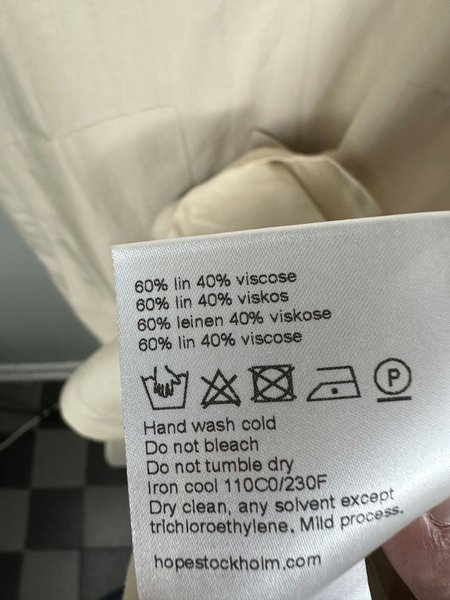 60% lin 40% viscose
60% lin 40% viskos
60% leinen 40% viskose
60% lin 40% viscose
P
Hand wash cold
Do not bleach
Do not tumble dry
Iron cool 110C0/230F
Dry clean, any solvent except
trichloroethylene. Mild process.
hopestockholm.com